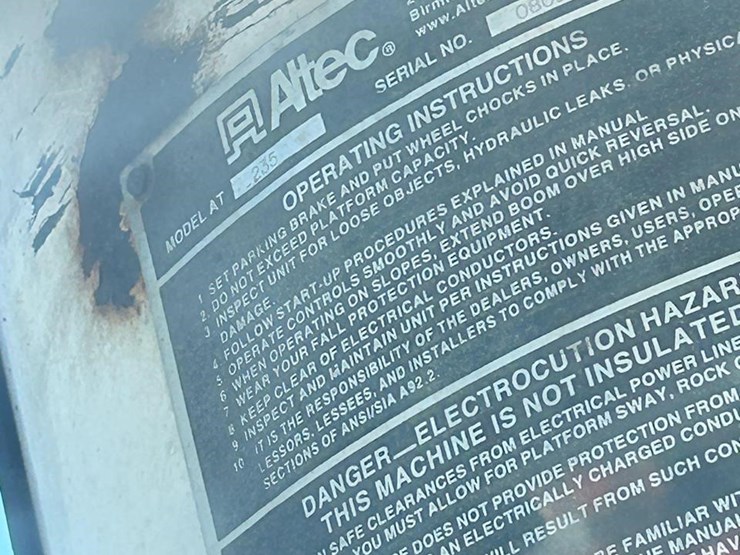 www.Alte
Altec®
SERIAL NO. 080
MODEL AT 235
OPERATING INSTRUCTIONS
1 SET PARKING BRAKE AND PUT WHEEL CHOCKS IN PLACE.
2. DO NOT EXCEED PLATFORM CAPACITY.
3 INSPECT UNIT FOR LOOSE OBJECTS, HYDRAULIC LEAKS. OR PHYSICA
DAMAGE.
4 FOLLOW START-UP PROCEDURES EXPLAINED IN MANUAL
5 OPERATE CONTROLS SMOOTHLY AND AVOID QUICK REVERSAL.
6 WHEN OPERATING ON SLOPES, EXTEND BOOM OVER HIGH SIDE ON
7 WEAR YOUR FALL PROTECTION EQUIPMENT.
8 KEEP CLEAR OF ELECTRICAL CONDUCTORS.
9 INSPECT AND MAINTAIN UNIT PER INSTRUCTIONS GIVEN IN MANU
10 IT IS THE RESPONSIBILITY OF THE DEALERS, OWNERS, USERS, OPE
LESSORS, LESSEES, AND INSTALLERS TO COMPLY WITH THE APPROP
SECTIONS OF ANSI/SIA A92.2
DANGER—ELECTROCUTION HAZAR
THIS MACHINE IS NOT INSULATED
SAFE CLEARANCES FROM ELECTRICAL POWER LINE
YOU MUST ALLOW FOR PLATFORM SWAY, ROCK
DOES NOT PROVIDE PROTECTION FROM
AN ELECTRICALLY CHARGED CONDU
RESULT FROM SUCH CON
FAMILIAR WI
MANUA